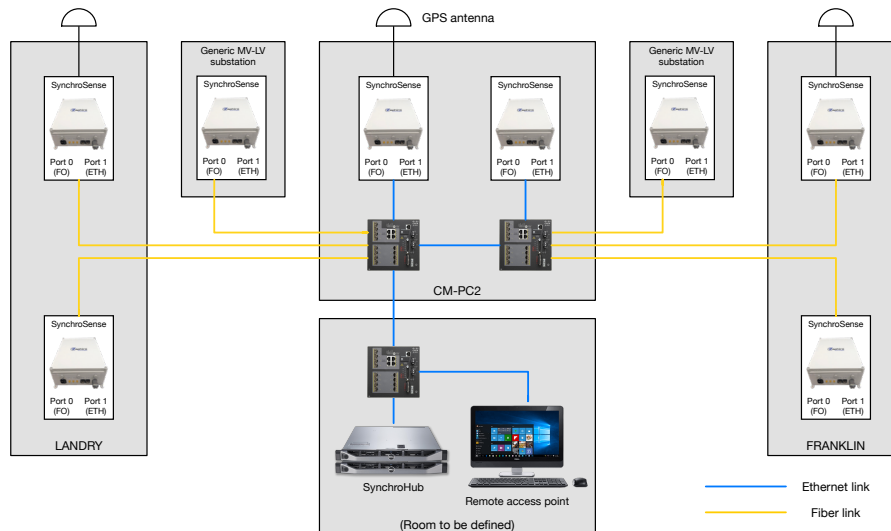 GPS antenna
SynchroSense
Port 0
(FO)
Port 1
(ETH)
SynchroSense
Port 0
(FO)
Port 1
(ETH)
LANDRY
Generic MV-LV
substation
SynchroSense
Port 0
(FO)
Port 1
(ETH)
SynchroSense
Port 0
(FO)
Port 1
(ETH)
SynchroSense
Port 0
(FO)
Port 1
(ETH)
CM-PC2
Generic MV-LV
substation
SynchroSense
Port 0
(FO)
Port 1
(ETH)
SynchroSense
Port 0
(FO)
Port 1
(ETH)
SynchroSense
Port 0
(FO)
Port 1
(ETH)
FRANKLIN
SynchroHub
Remote access point
(Room to be defined)
Ethernet link
Fiber link